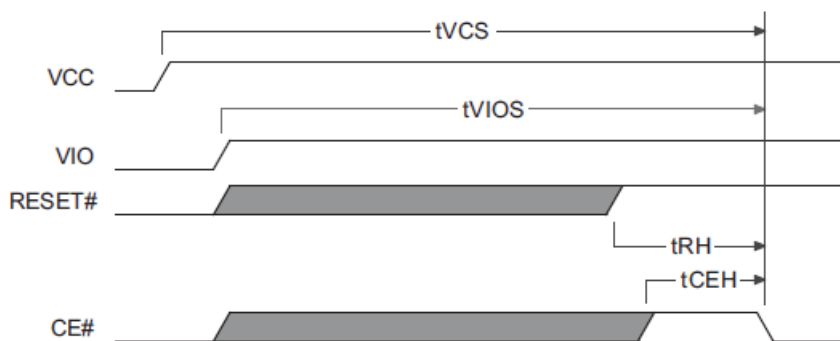 tVCS
VCC
tVIOS
VIO
RESET#
tRH
tCEH
CE#